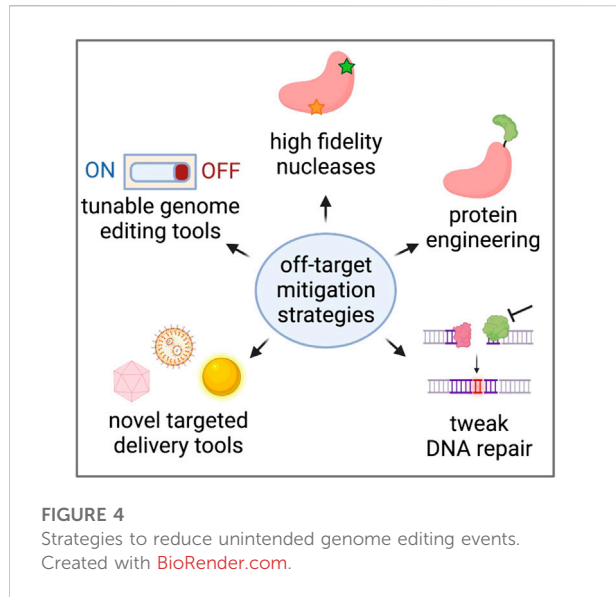 high fidelity
nucleases
ON OFF
tunable genome
editing tools
protein
engineering
off-target
mitigation
strategies
novel targeted
delivery tools
tweak
DNA repair
FIGURE 4
Strategies to reduce unintended genome editing events.
Created with BioRender.com.